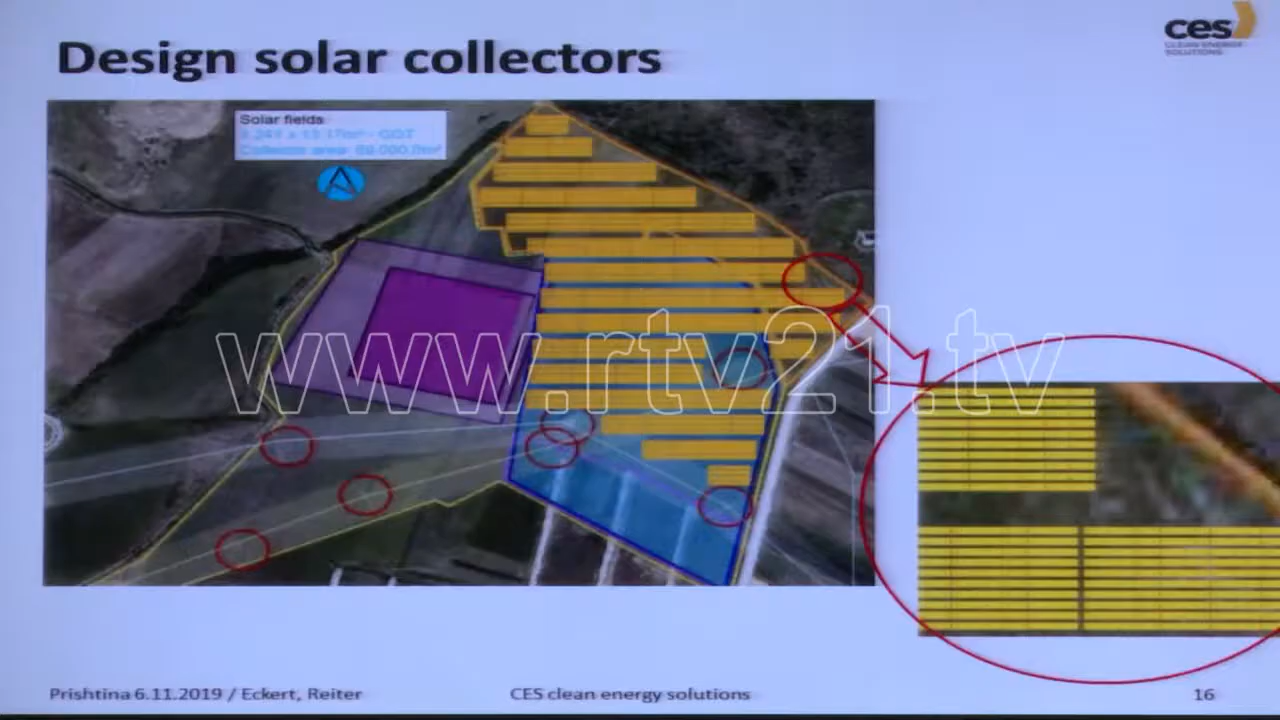 Design solar collectors
ces
CLEAN ENERGY
SOLUTIONS
Solar fields
www.rtv21.tv
Prishtina 6.11.2019 / Eckert, Reiter
CES clean energy solutions
16